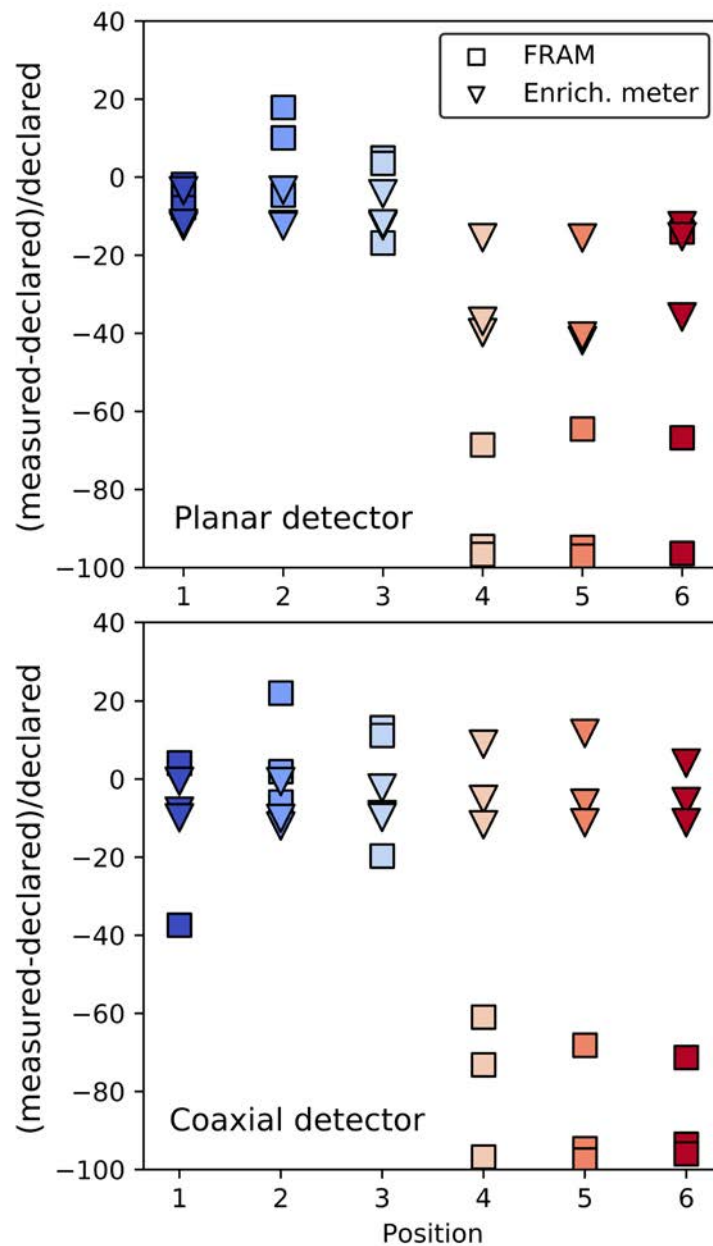 (measured-declared)/declared
40
20
0
−20
−40
−60
−80
−100
FRAM
Enrich. meter
Planar detector
1 2 3 4 5 6
(measured-declared)/declared
40
20
0
−20
−40
−60
−80
−100
Coaxial detector
1 2 3 4 5 6
Position